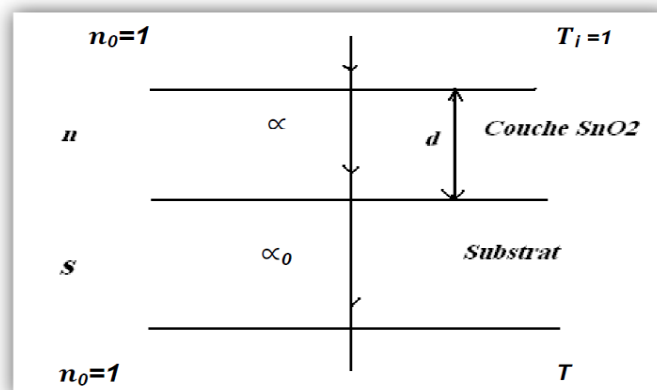 n₀=1 Tᵢ =1
n ∝ d Couche SnO2
s ∝₀ Substrat
n₀=1 T